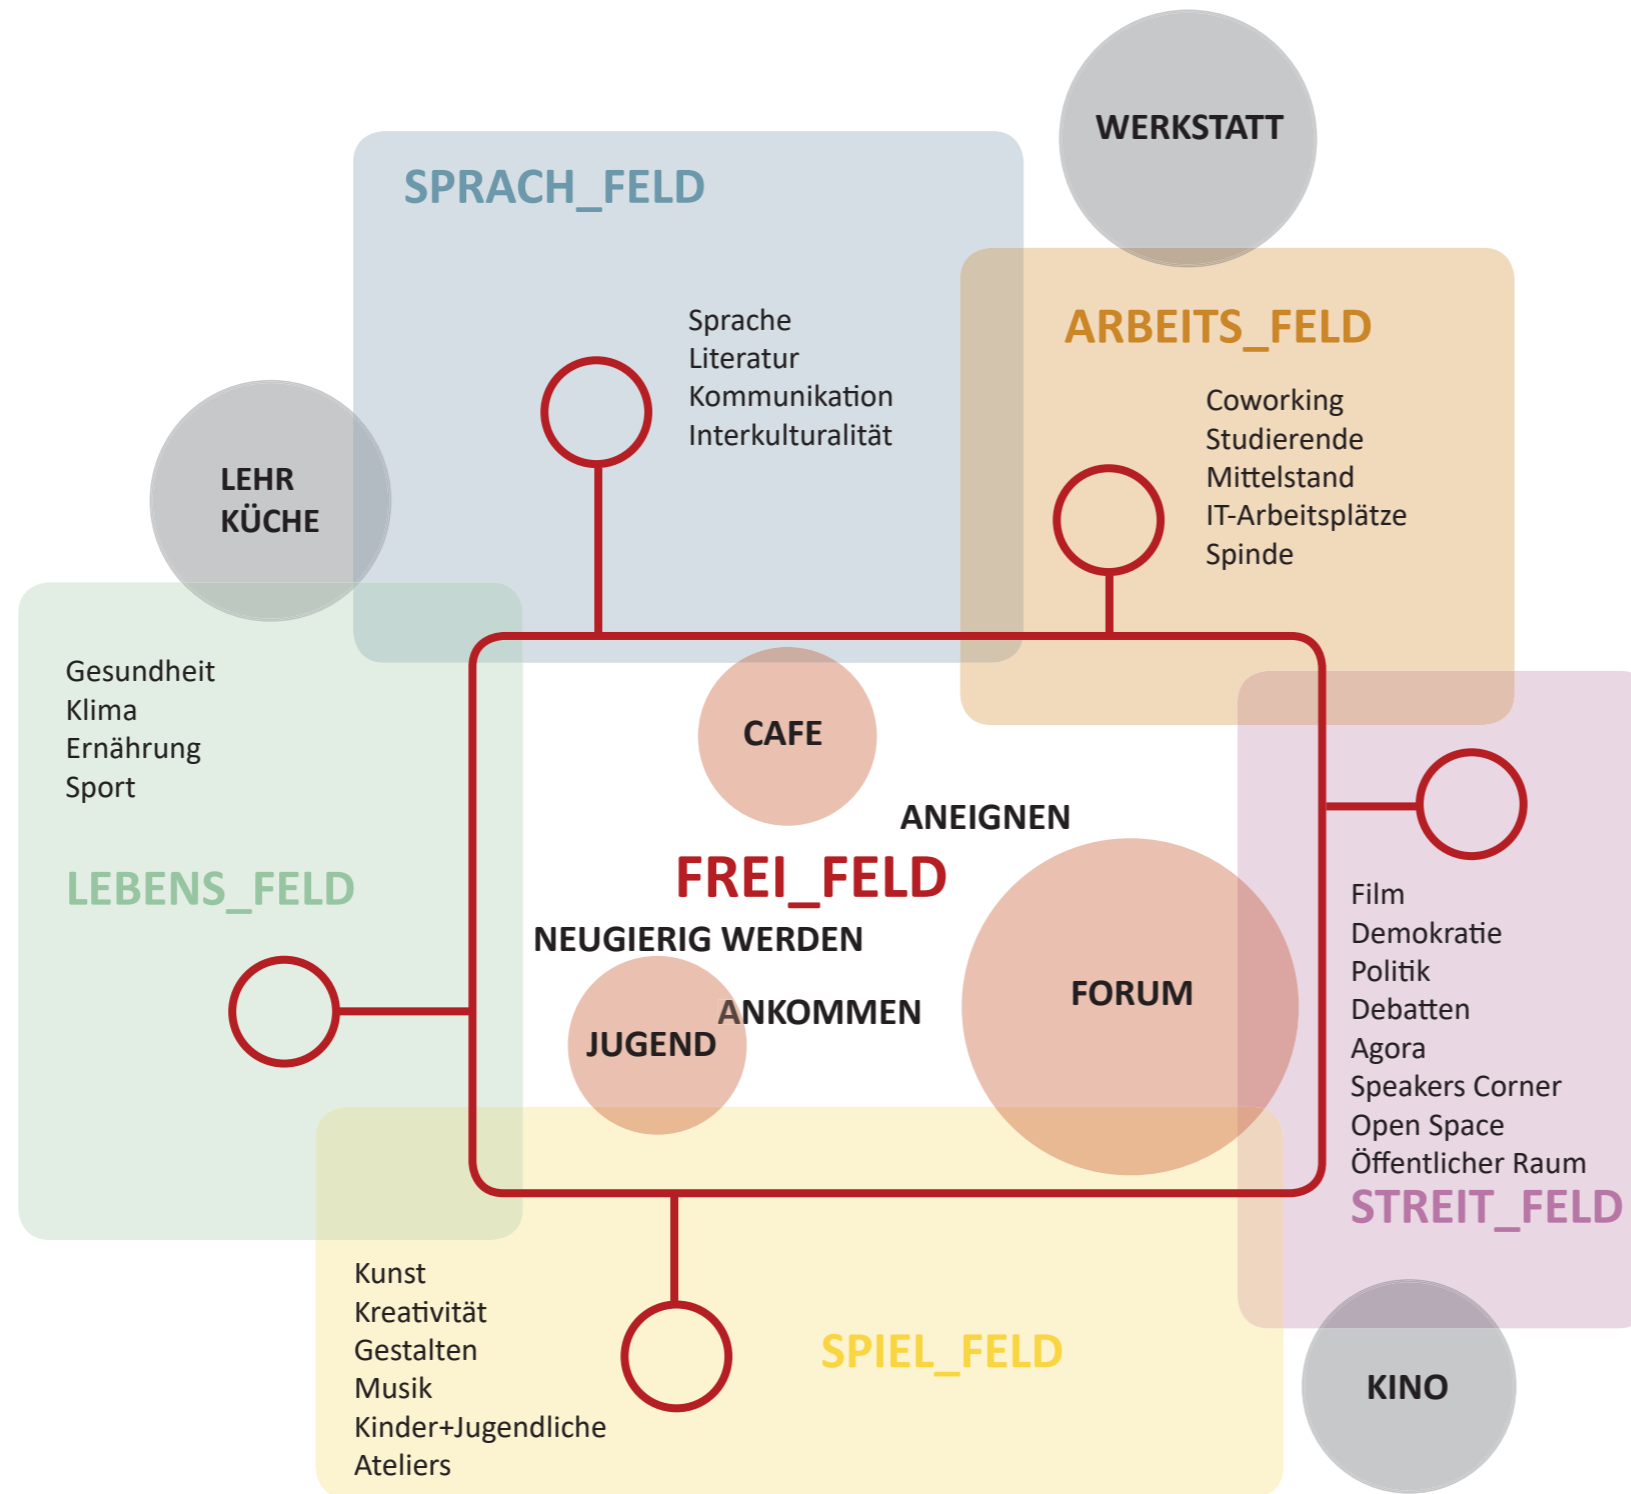 WERKSTATT
SPRACH_FELD
Sprache
Literatur
Kommunikation
Interkulturalität
ARBEITS_FELD
Coworking
Studierende
Mittelstand
IT-Arbeitsplätze
Spinde
LEHR
KÜCHE
Gesundheit
Klima
Ernährung
Sport
LEBENS_FELD
CAFE
ANEIGNEN
FREI_FELD
NEUGIERIG WERDEN
ANKOMMEN
JUGEND
FORUM
Film
Demokratie
Politik
Debatten
Agora
Speakers Corner
Open Space
Öffentlicher Raum
STREIT_FELD
Kunst
Kreativität
Gestalten
Musik
Kinder+Jugendliche
Ateliers
SPIEL_FELD
KINO